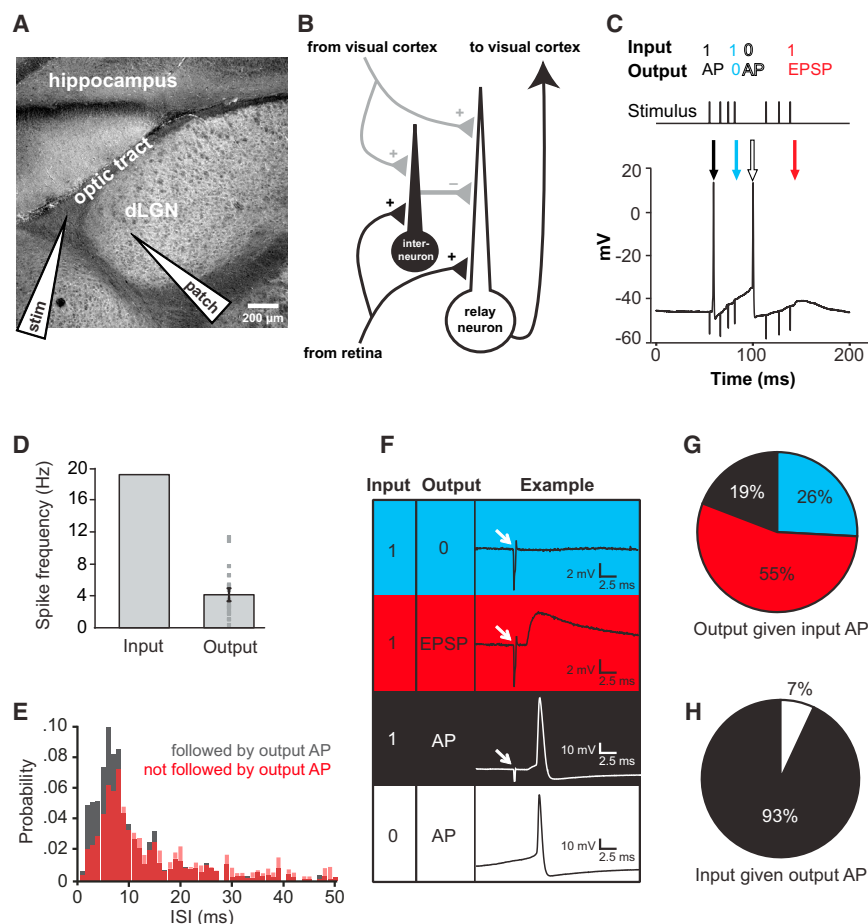 A
hippocampus
optic tract
dLGN
stim
patch
200 µm
B
from visual cortex
to visual cortex
+
+
−
+
+
inter-
neuron
relay
neuron
from retina
C
Input 1 1 0 1
Output AP 0 AP EPSP
Stimulus
20
0
-20
-40
-60
mV
0 100 200
Time (ms)
D
Spike frequency (Hz)
20
16
12
8
4
0
Input Output
E
Probability
.10
0.08
0.06
0.04
0.02
0
followed by output AP
not followed by output AP
0 10 20 30 40 50
ISI (ms)
F
Input Output Example
1 0
2 mV
2.5 ms
1 EPSP
2 mV
2.5 ms
1 AP
10 mV
2.5 ms
0 AP
10 mV
2.5 ms
G
19%
26%
55%
Output given input AP
H
7%
93%
Input given output AP